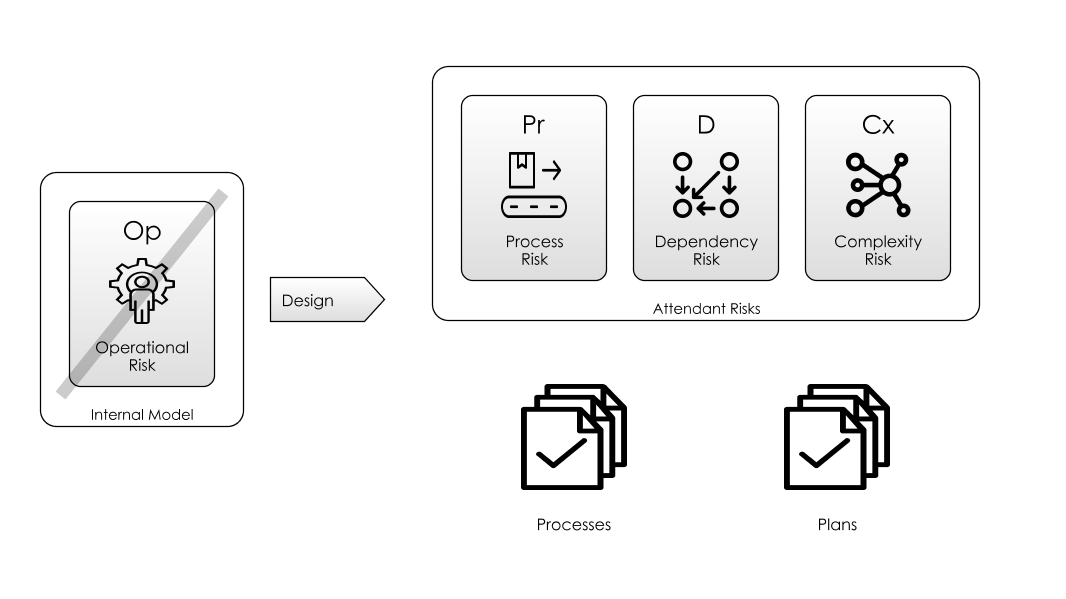 Op
Operational
Risk
Internal Model
Design
Pr
Process
Risk
D
Dependency
Risk
Cx
Complexity
Risk
Attendant Risks
Processes
Plans